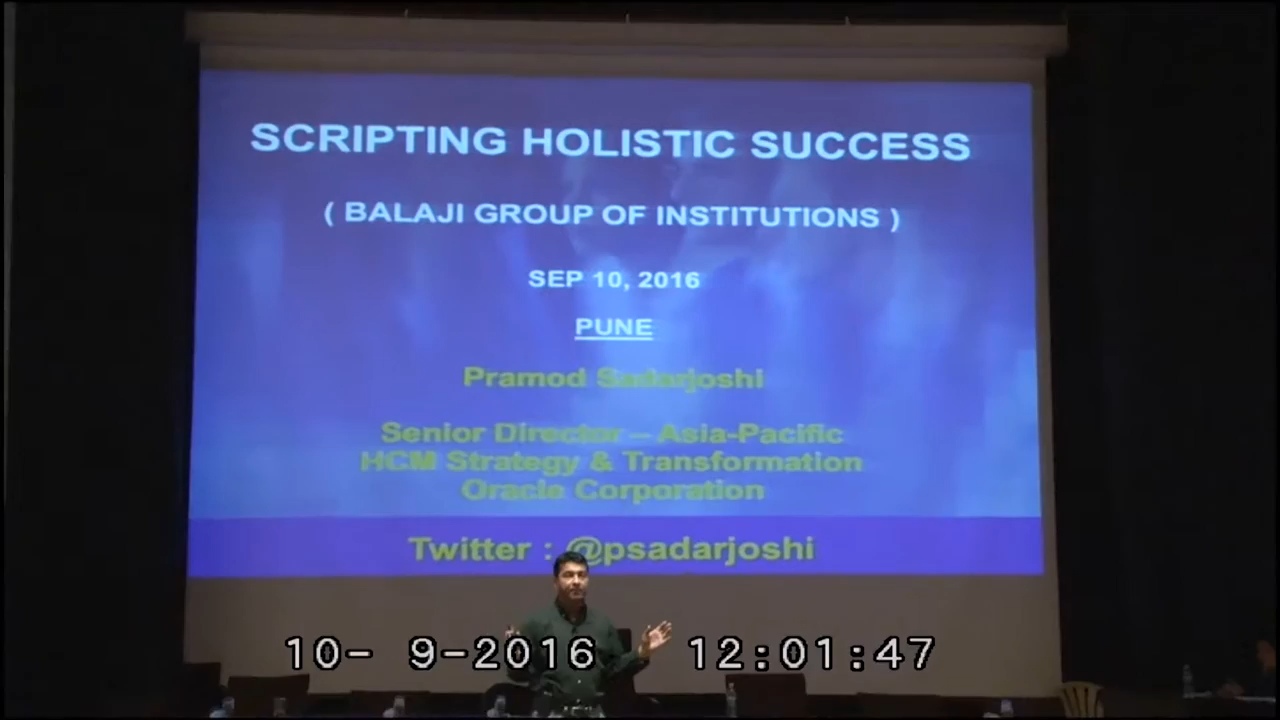 SCRIPTING HOLISTIC SUCCESS
( BALAJI GROUP OF INSTITUTIONS )
SEP 10, 2016
PUNE
Pramod Sadarjoshi
Senior Director – Asia-Pacific
HCM Strategy & Transformation
Oracle Corporation
Twitter : @psadarjoshi
10- 9-2016 12:01:47